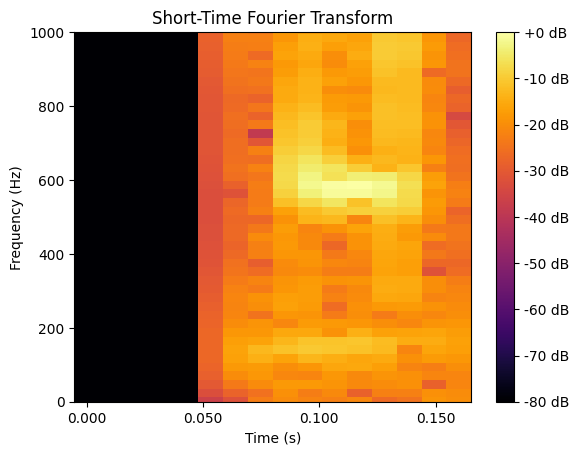 Short-Time Fourier Transform
1000
800
600
400
200
0
Frequency (Hz)
0.000
0.050
0.100
0.150
Time (s)
+0 dB
-10 dB
-20 dB
-30 dB
-40 dB
-50 dB
-60 dB
-70 dB
-80 dB